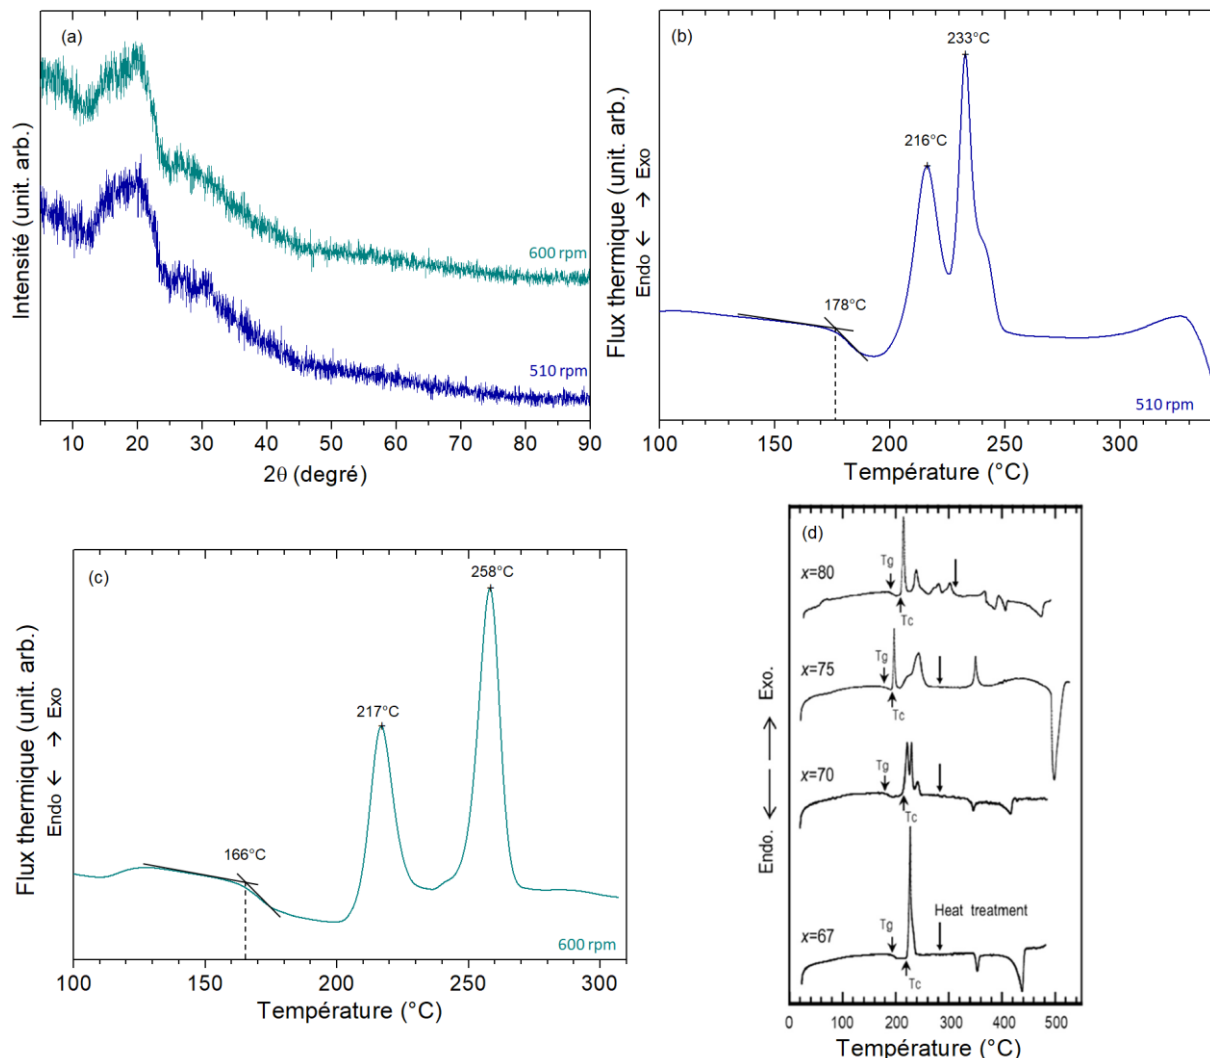 (a)
Intensité (unit. arb.)
600 rpm
510 rpm
10 20 30 40 50 60 70 80 90
2θ (degré)
(b)
Flux thermique (unit. arb.)
Endo ← → Exo
233°C
216°C
178°C
510 rpm
100 150 200 250 300
Température (°C)
(c)
Flux thermique (unit. arb.)
Endo ← → Exo
258°C
217°C
166°C
600 rpm
100 150 200 250 300
Température (°C)
(d)
Endo. ← → Exo.
x=80
Tg
Tc
x=75
Tg
Tc
x=70
Tg
Tc
x=67
Tg
Heat treatment
Tc
0 100 200 300 400 500
Température (°C)